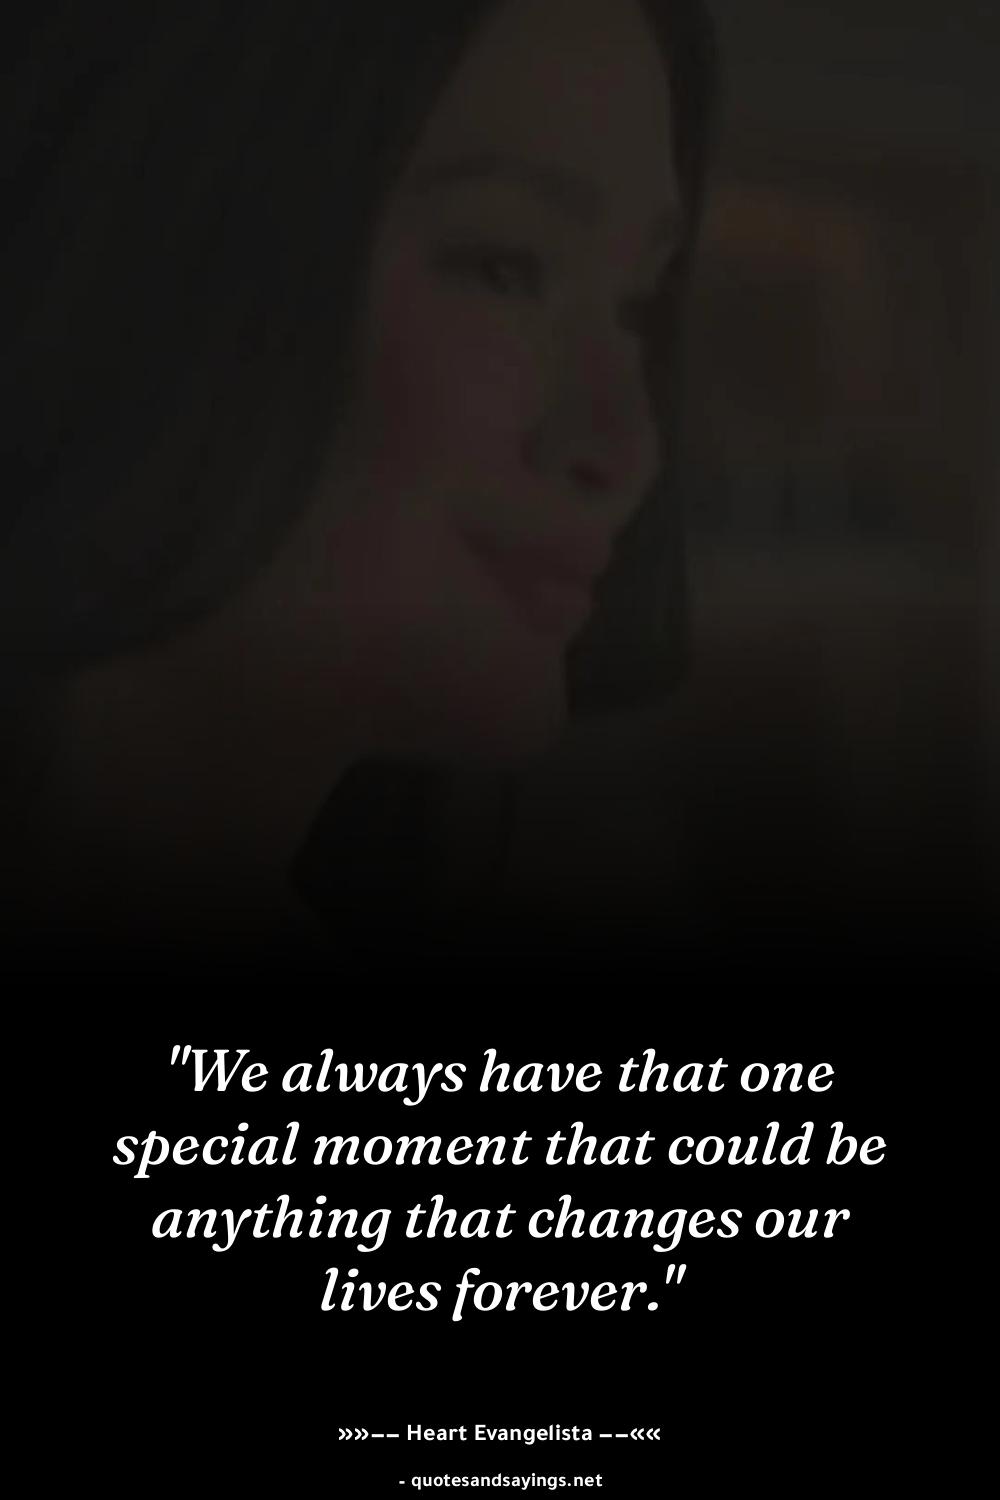 "We always have that one
special moment that could be
anything that changes our
lives forever."
»»—— Heart Evangelista ——««
- quotesandsayings.net